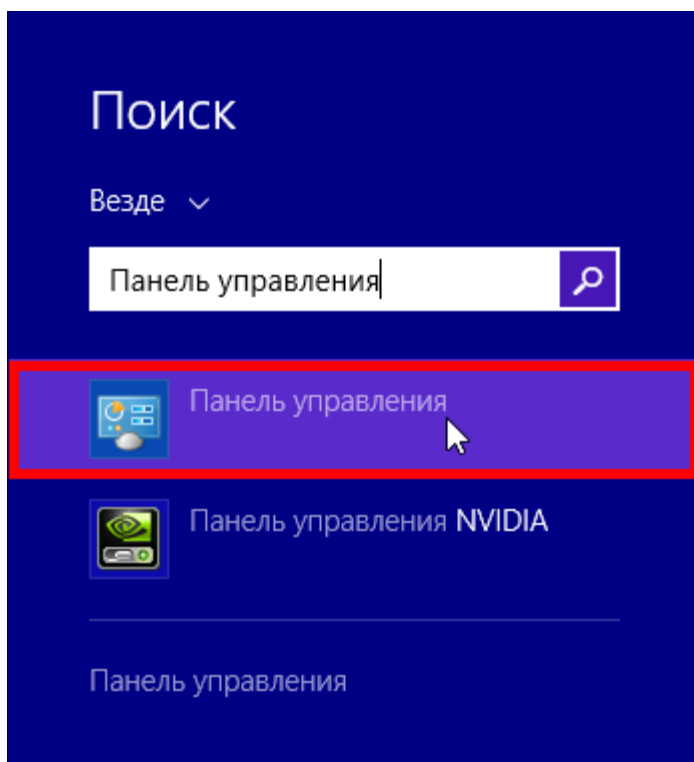 Поиск
Везде
Панель управления
Панель управления
Панель управления NVIDIA
Панель управления